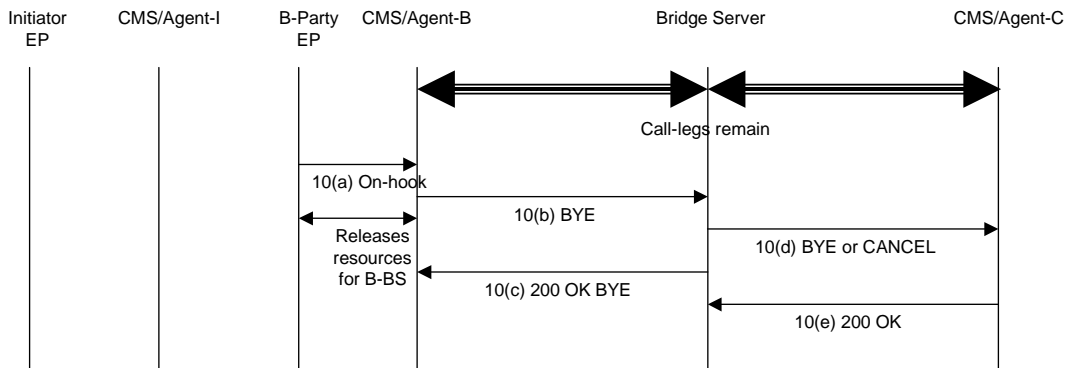 Initiator
EP
CMS/Agent-I
B-Party
EP
CMS/Agent-B
Bridge Server
CMS/Agent-C
Call-legs remain
10(a) On-hook
10(b) BYE
Releases
resources
for B-BS
10(d) BYE or CANCEL
10(c) 200 OK BYE
10(e) 200 OK